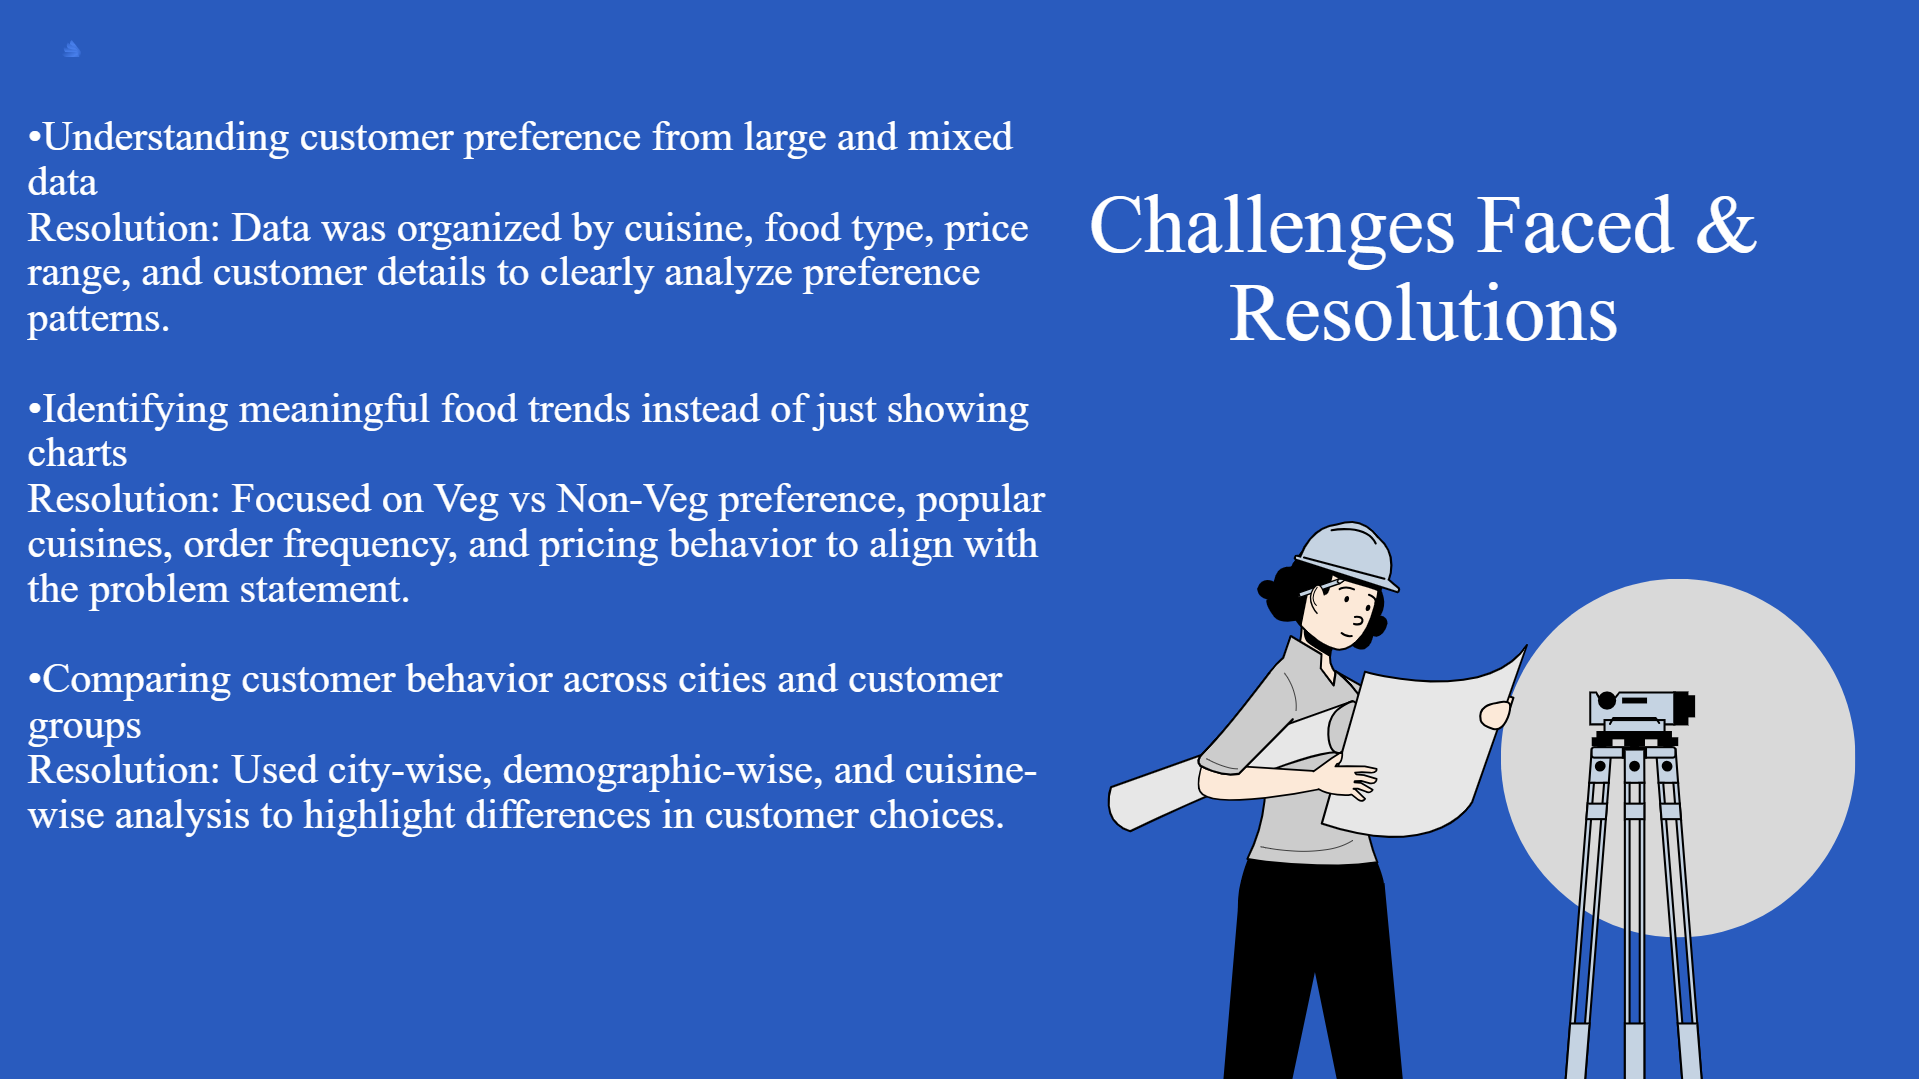 •Understanding customer preference from large and mixed
data
Resolution: Data was organized by cuisine, food type, price
range, and customer details to clearly analyze preference
patterns.
•Identifying meaningful food trends instead of just showing
charts
Resolution: Focused on Veg vs Non-Veg preference, popular
cuisines, order frequency, and pricing behavior to align with
the problem statement.
•Comparing customer behavior across cities and customer
groups
Resolution: Used city-wise, demographic-wise, and cuisine-
wise analysis to highlight differences in customer choices.
Challenges Faced &
Resolutions